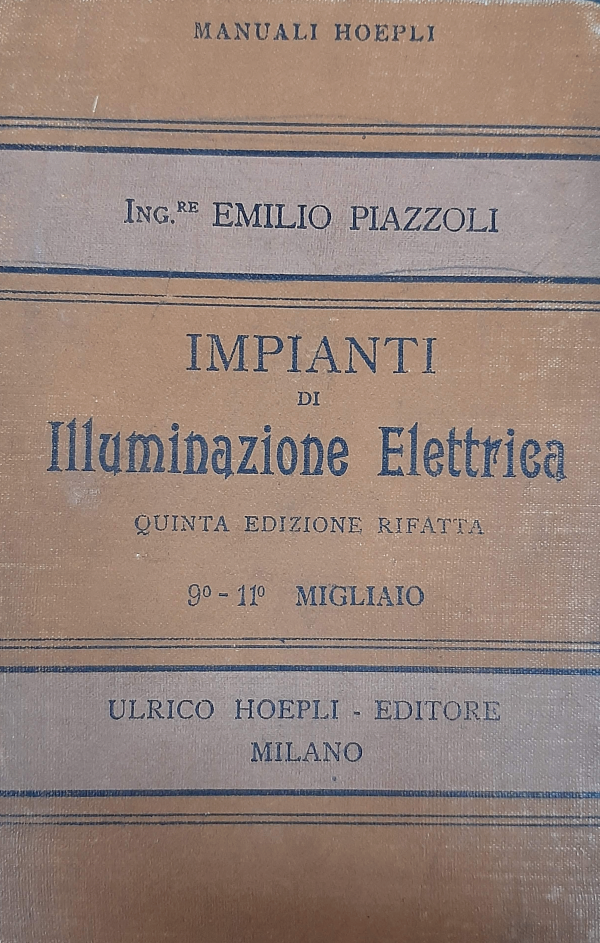 MANUALI HOEPLI
ING.RE EMILIO PIAZZOLI
IMPIANTI
DI
Illuminazione Elettrica
QUINTA EDIZIONE RIFATTA
9º - 11º MIGLIAIO
ULRICO HOEPLI - EDITORE
MILANO